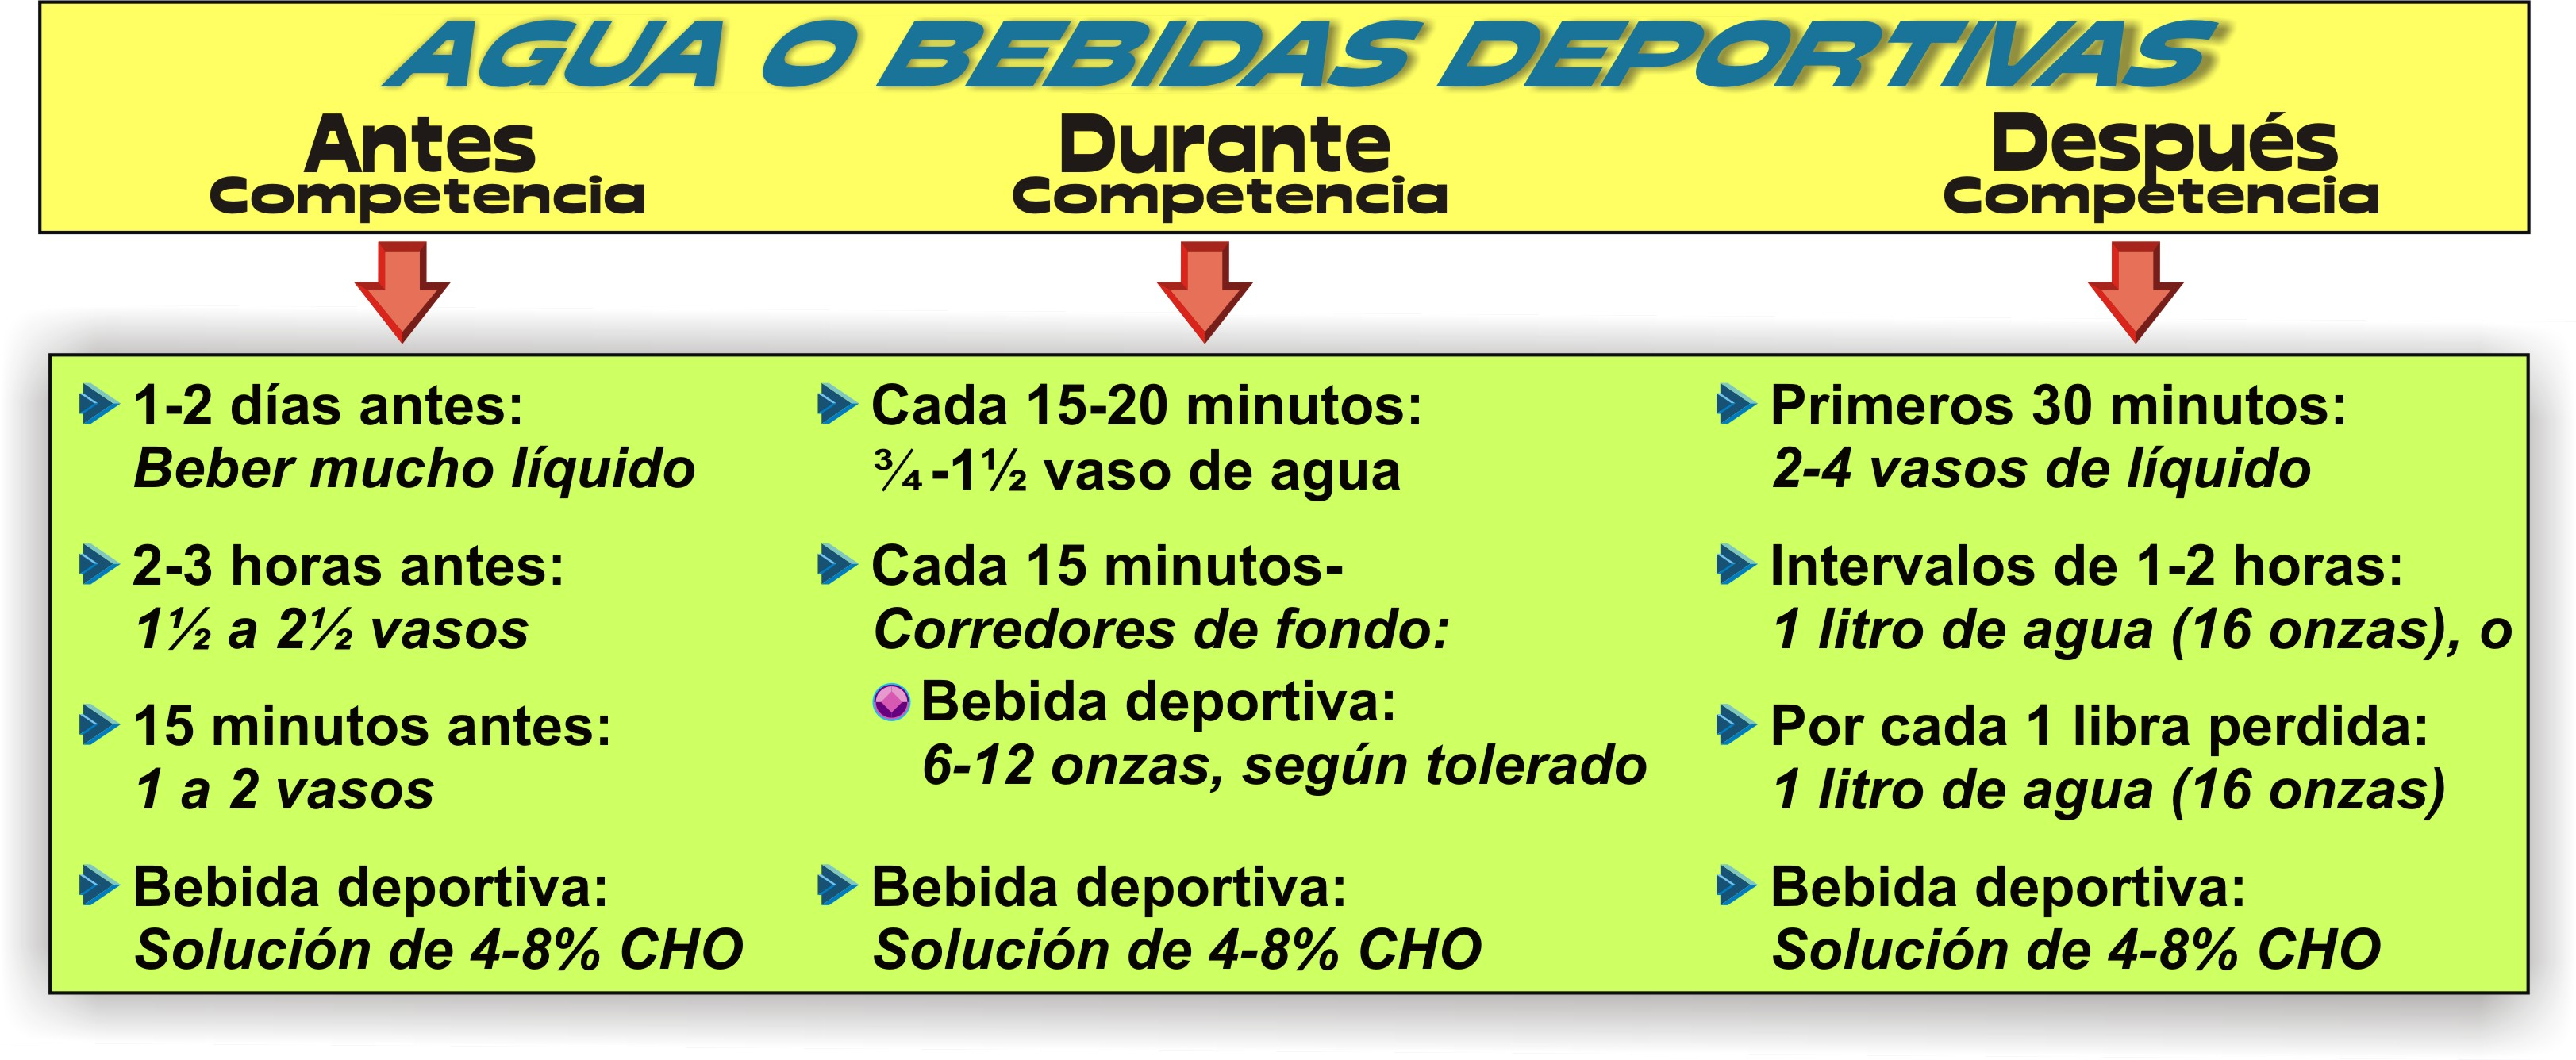 AGUA O BEBIDAS DEPORTIVAS
Antes
Competencia
Durante
Competencia
Después
Competencia
1-2 días antes:
Beber mucho líquido
2-3 horas antes:
1½ a 2½ vasos
15 minutos antes:
1 a 2 vasos
Bebida deportiva:
Solución de 4-8% CHO
Cada 15-20 minutos:
¾-1½ vaso de agua
Cada 15 minutos-
Corredores de fondo:
Bebida deportiva:
6-12 onzas, según tolerado
Bebida deportiva:
Solución de 4-8% CHO
Primeros 30 minutos:
2-4 vasos de líquido
Intervalos de 1-2 horas:
1 litro de agua (16 onzas), o
Por cada 1 libra perdida:
1 litro de agua (16 onzas)
Bebida deportiva:
Solución de 4-8% CHO